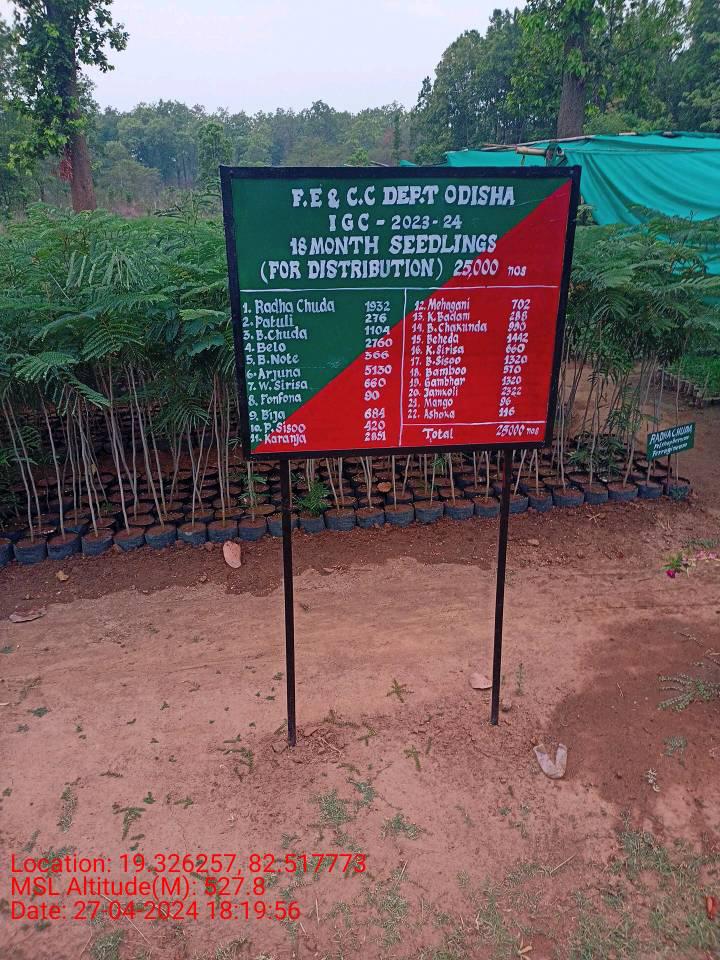 F.E & C.C DEP.T ODISHA
IGC - 2023-24
18 MONTH SEEDLINGS
(FOR DISTRIBUTION) 25,000 nos
1. Radha Chuda 1932
2. Patuli 276
3. B.Chuda 1104
4. Belo 2760
5. B.Note 366
6. Arjuna 5130
7. W.Sirisa 660
8. Fonfona 90
9. Bija 684
10. P.Sisoo 420
11. Karanja 2851
12. Mehagani 702
13. K.Badam 288
14. B.Chakunda 990
15. Beheda 1442
16. K.Sirisa 660
17. B-Sisoo 1320
18. Bamboo 570
19. Gambhar 1320
20. Jamkoli 2322
21. Mango 96
22. Ashoka 116
Total 25000 nos
RADHA CHUDA
Location: 19.326257, 82.517773
MSL Altitude(M): 527.8
Date: 27-04-2024 18:19:56